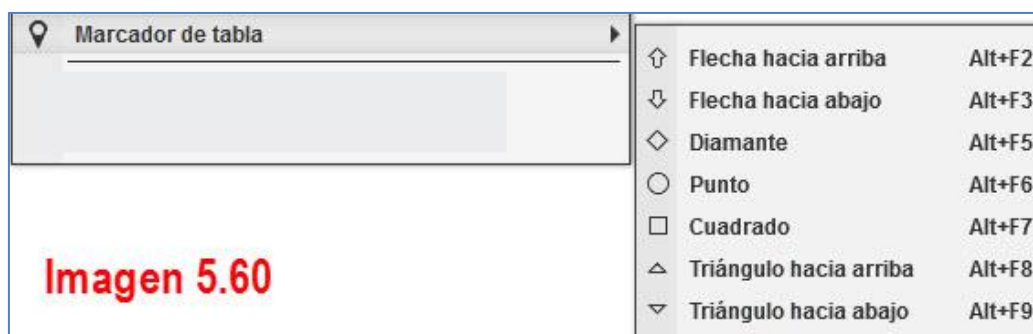 Marcador de tabla
Flecha hacia arriba Alt+F2
Flecha hacia abajo Alt+F3
Diamante Alt+F5
Punto Alt+F6
Cuadrado Alt+F7
Triángulo hacia arriba Alt+F8
Triángulo hacia abajo Alt+F9
Imagen 5.60